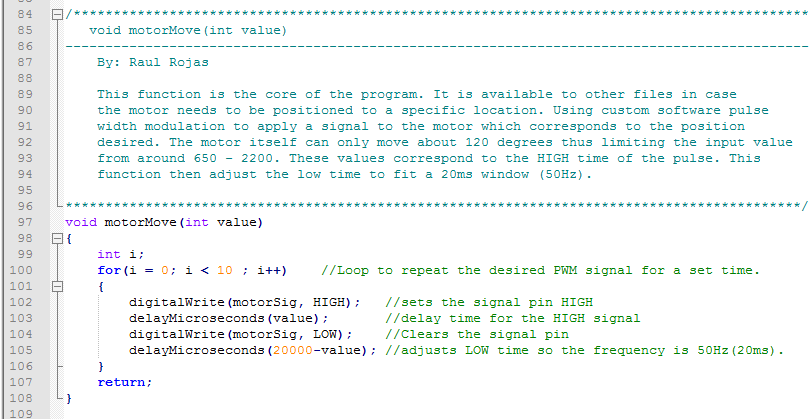 84 /********************************************************************************************
85 void motorMove(int value)
86 ---------------------------------------------------------------------------------------------
87 By: Raul Rojas
88
89 This function is the core of the program. It is available to other files in case
90 the motor needs to be positioned to a specific location. Using custom software pulse
91 width modulation to apply a signal to the motor which corresponds to the position
92 desired. The motor itself can only move about 120 degrees thus limiting the input value
93 from around 650 - 2200. These values correspond to the HIGH time of the pulse. This
94 function then adjust the low time to fit a 20ms window (50Hz).
95
96 ********************************************************************************************/
97 void motorMove(int value)
98 {
99 int i;
100 for(i = 0; i < 10 ; i++) //Loop to repeat the desired PWM signal for a set time.
101 {
102 digitalWrite(motorSig, HIGH); //sets the signal pin HIGH
103 delayMicroseconds(value); //delay time for the HIGH signal
104 digitalWrite(motorSig, LOW); //Clears the signal pin
105 delayMicroseconds(20000-value); //adjusts LOW time so the frequency is 50Hz(20ms).
106 }
107 return;
108 }
109